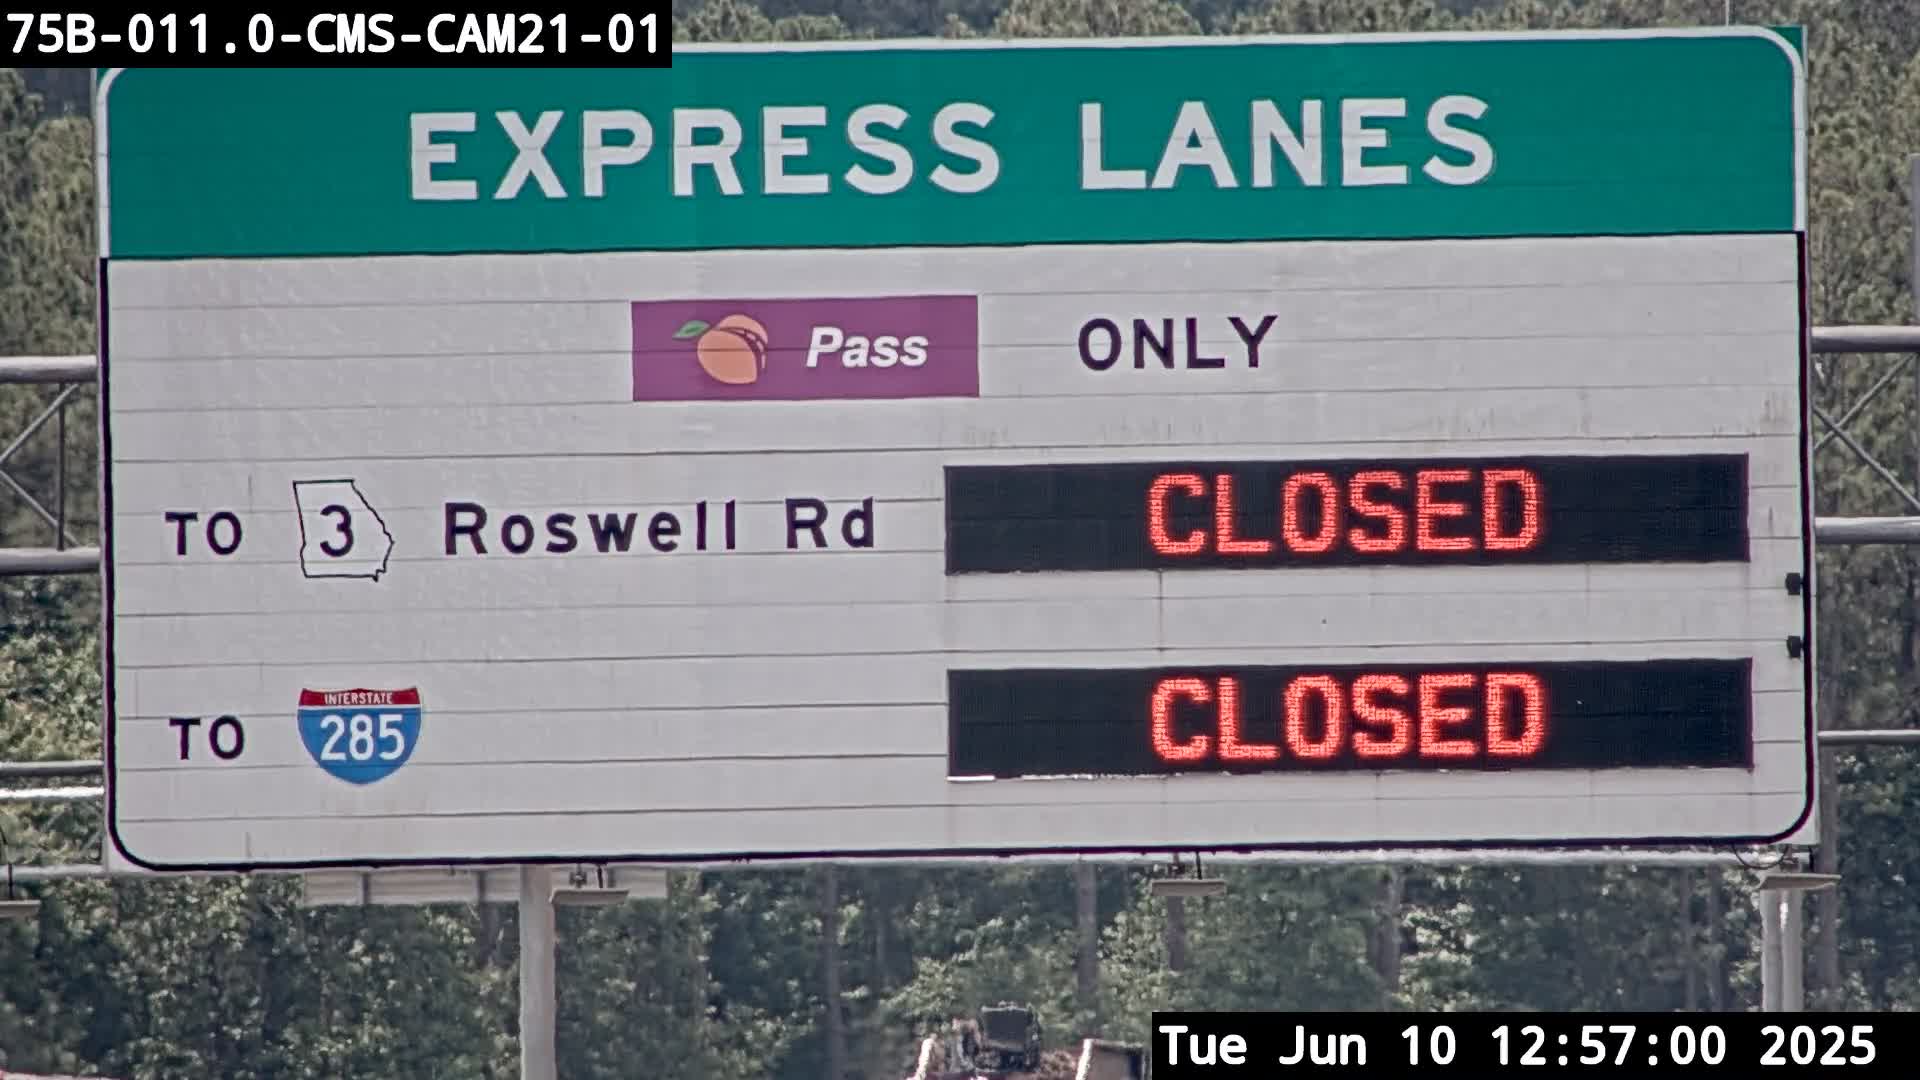 75B-011.0-CMS-CAM21-01
EXPRESS LANES
Pass ONLY
TO 3 Roswell Rd CLOSED
TO INTERSTATE 285 CLOSED
Tue Jun 10 12:57:00 2025